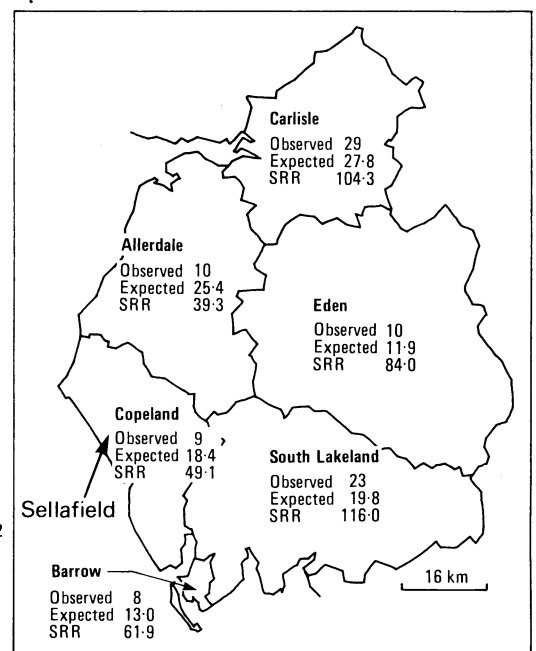 Carlisle
Observed 29
Expected 27·8
SRR 104·3
Allerdale
Observed 10
Expected 25·4
SRR 39·3
Eden
Observed 10
Expected 11·9
SRR 84·0
Copeland
Observed 9
Expected 18·4
SRR 49·1
Sellafield
South Lakeland
Observed 23
Expected 19·8
SRR 116·0
Barrow
Observed 8
Expected 13·0
SRR 61·9
16 km
2